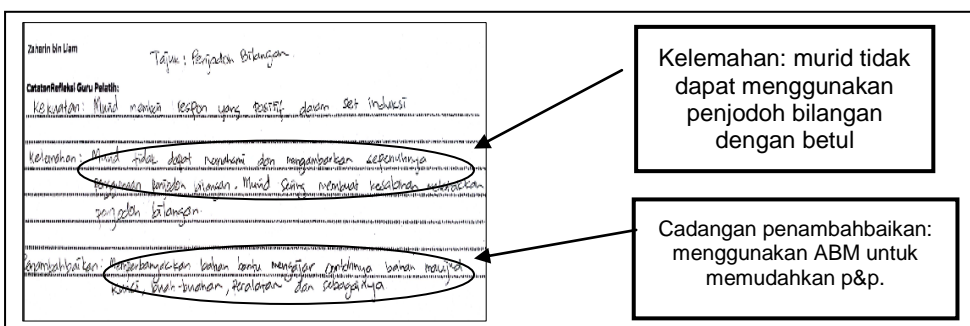 Zaherin bin Liam
Tajuk : Penjodoh Bilangan
Catatan Refleksi Guru Pelatih:
Kekuatan : Murid memberi respon yang positif dalam set induksi
Kelemahan : Murid tidak dapat memahami dan menggambarkan sepenuhnya
penggunaan penjodoh bilangan. Murid sering membuat kesalahan
penjodoh bilangan.
Penambahbaikan : Memperbanyakkan bahan bantu mengajar contohnya bahan maujud
buah-buahan, peralatan dan sebagainya
Kelemahan: murid tidak
dapat menggunakan
penjodoh bilangan
dengan betul
Cadangan penambahbaikan:
menggunakan ABM untuk
memudahkan p&p.